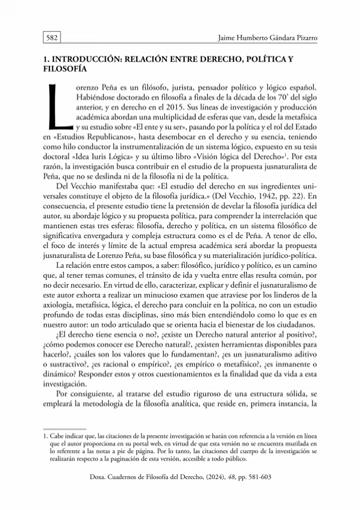 582
Jaime Humberto Gándara Pizarro
1. INTRODUCCIÓN: RELACIÓN ENTRE DERECHO, POLÍTICA Y
FILOSOFÍA
Lorenzo Peña es un filósofo, jurista, pensador político y lógico español.
Habiéndose doctorado en filosofía a finales de la década de los 70' del siglo
anterior, y en derecho en el 2015. Sus líneas de investigación y producción
académica abordan una multiplicidad de esferas que van, desde la metafísica
y su estudio sobre «El ente y su ser», pasando por la política y el rol del Estado
en «Estudios Republicanos», hasta desembocar en el derecho y su esencia, teniendo
como hilo conductor la instrumentalización de un sistema lógico, expuesto en su tesis
doctoral «Idea Iuris Lógica» y su último libro «Visión lógica del Derecho»1. Por esta
razón, la investigación busca contribuir en el estudio de la propuesta jusnaturalista de
Peña, que no se deslinda ni de la filosofía ni de la política.
Del Vecchio manifestaba que: «El estudio del derecho en sus ingredientes uni-
versales constituye el objeto de la filosofía jurídica.» (Del Vecchio, 1942, pp. 22). En
consecuencia, el presente estudio tiene la pretensión de develar la filosofía jurídica del
autor, su abordaje lógico y su propuesta política, para comprender la interrelación que
mantienen estas tres esferas: filosofía, derecho y política, en un sistema filosófico de
significativa envergadura y compleja estructura como es el de Peña. A tenor de ello,
el foco de interés y límite de la actual empresa académica será abordar la propuesta
jusnaturalista de Lorenzo Peña, su base filosófica y su materialización jurídico-política.
La relación entre estos campos, a saber: filosófico, jurídico y político, es un camino
que, al tener temas comunes, el tránsito de ida y vuelta entre ellas resulta común, por
no decir necesario. En virtud de ello, caracterizar, explicar y definir el jusnaturalismo de
este autor exhorta a realizar un minucioso examen que atraviese por los linderos de la
axiología, metafísica, lógica, el derecho para concluir en la política, no con un estudio
profundo de todas estas disciplinas, sino más bien entendiéndolo como lo que es en
nuestro autor: un todo articulado que se orienta hacia el bienestar de los ciudadanos.
¿El derecho tiene esencia o no?, ¿existe un Derecho natural anterior al positivo?,
¿cómo podemos conocer ese Derecho natural?, ¿existen herramientas disponibles para
hacerlo?, ¿cuáles son los valores que lo fundamentan?, ¿es un jusnaturalismo aditivo
o sustractivo?, ¿es racional o empírico?, ¿es empírico o metafísico?, ¿es inmanente o
dinámico? Responder estos y otros cuestionamientos es la finalidad que da vida a esta
investigación.
Por consiguiente, al tratarse del estudio riguroso de una estructura sólida, se
empleará la metodología de la filosofía analítica, que reside en, primera instancia, la
1. Cabe indicar que, las citaciones de la presente investigación se harán con referencia a la versión en línea
que el autor proporciona en su portal web, en virtud de que esta versión no se encuentra mutilada en
lo referente a las notas a pie de página. Por lo tanto, las citaciones del cuerpo de la investigación se
realizarán respecto a la paginación de esta versión, accesible a todo público.
Doxa. Cuadernos de Filosofía del Derecho, (2024), 48, pp. 581-603